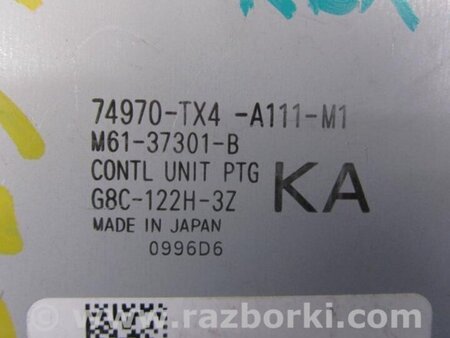 74970-TX4 -A111-M1
M61-37301-B
CONTL UNIT PTG
G8C-122H-3Z
KA
MADE IN JAPAN
0996D6
www.razborki.com